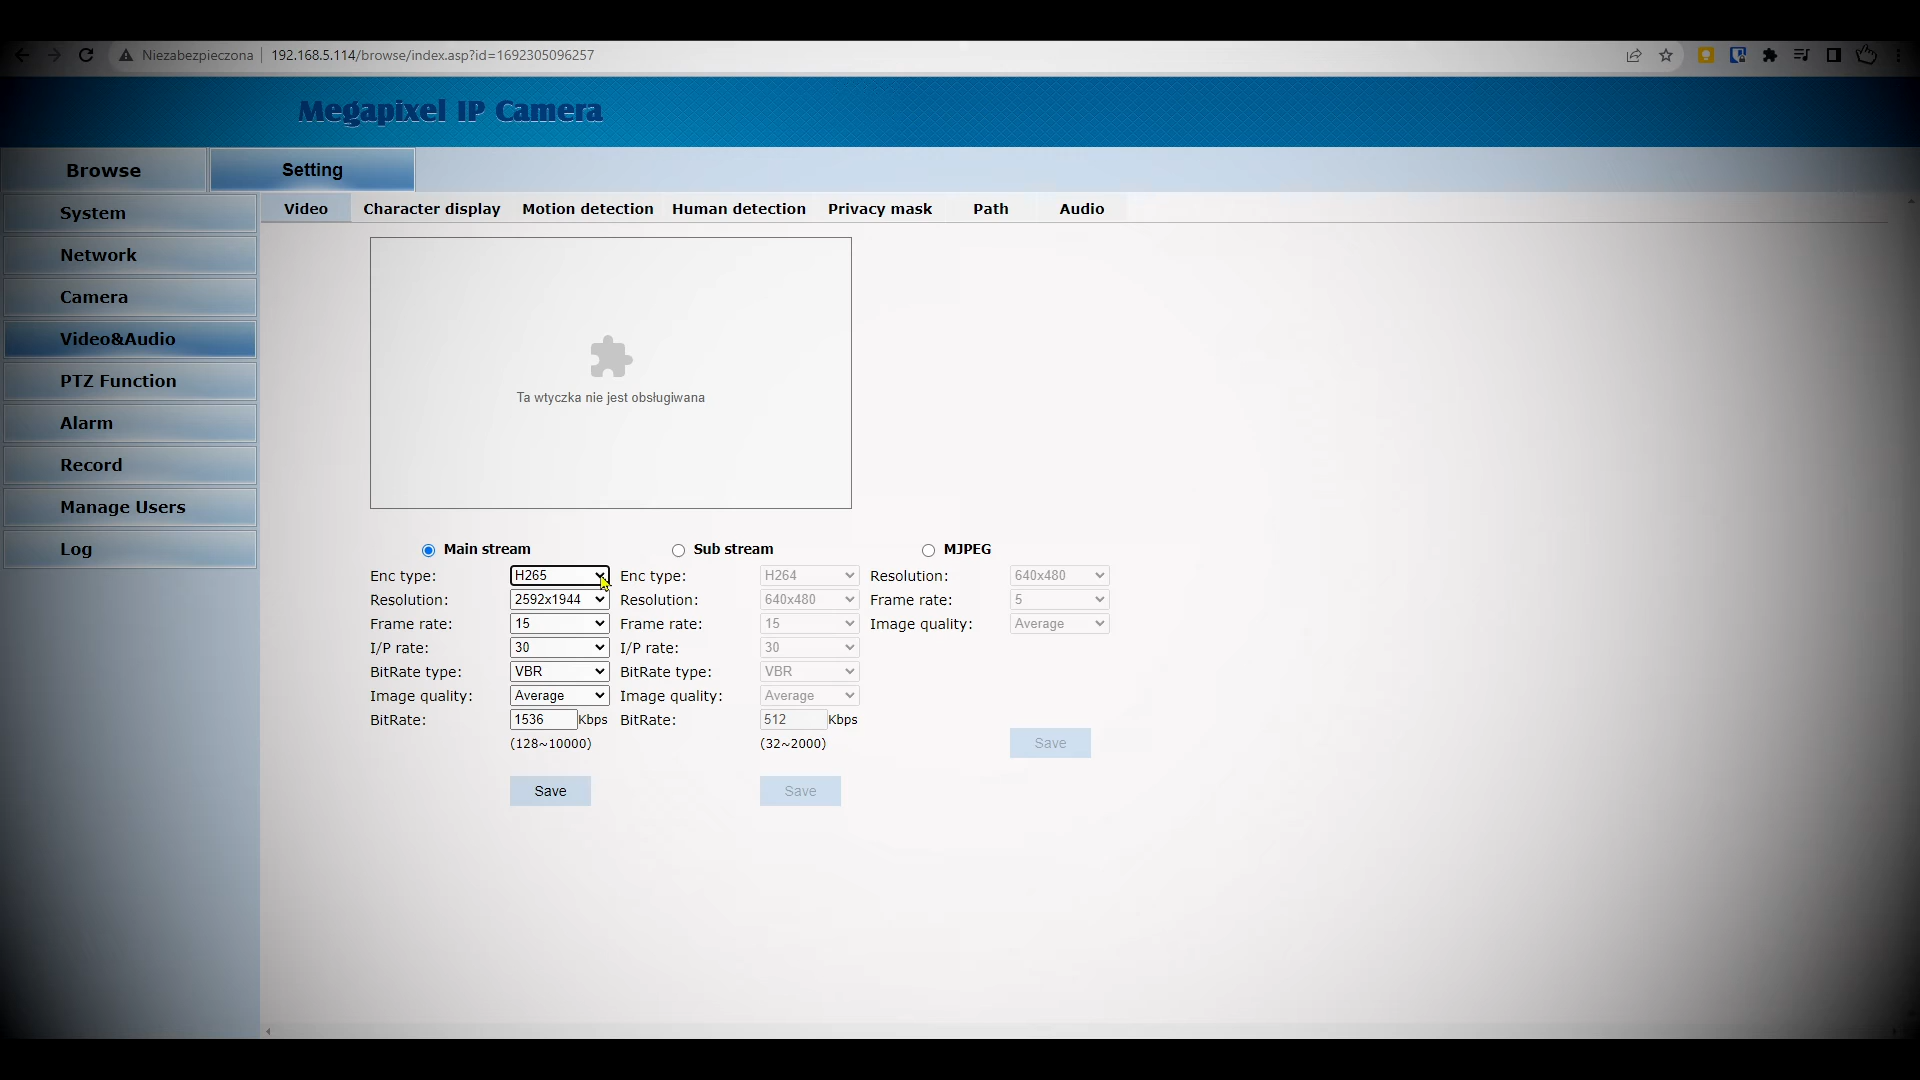 Niezabezpieczona 192.168.5.114/browse/index.asp?id=1692305096257
Megapixel IP Camera
Browse Setting
System
Network
Camera
Video&Audio
PTZ Function
Alarm
Record
Manage Users
Log
Video Character display Motion detection Human detection Privacy mask Path Audio
Ta wtyczka nie jest obsługiwana
Main stream Sub stream MJPEG
Enc type: H265 Enc type: H264 Resolution: 640x480
Resolution: 2592x1944 Resolution: 640x480 Frame rate: 5
Frame rate: 15 Frame rate: 15 Image quality: Average
I/P rate: 30 I/P rate: 30
BitRate type: VBR BitRate type: VBR
Image quality: Average Image quality: Average
BitRate: 1536 Kbps BitRate: 512 Kbps
(128~10000) (32~2000) Save
Save Save